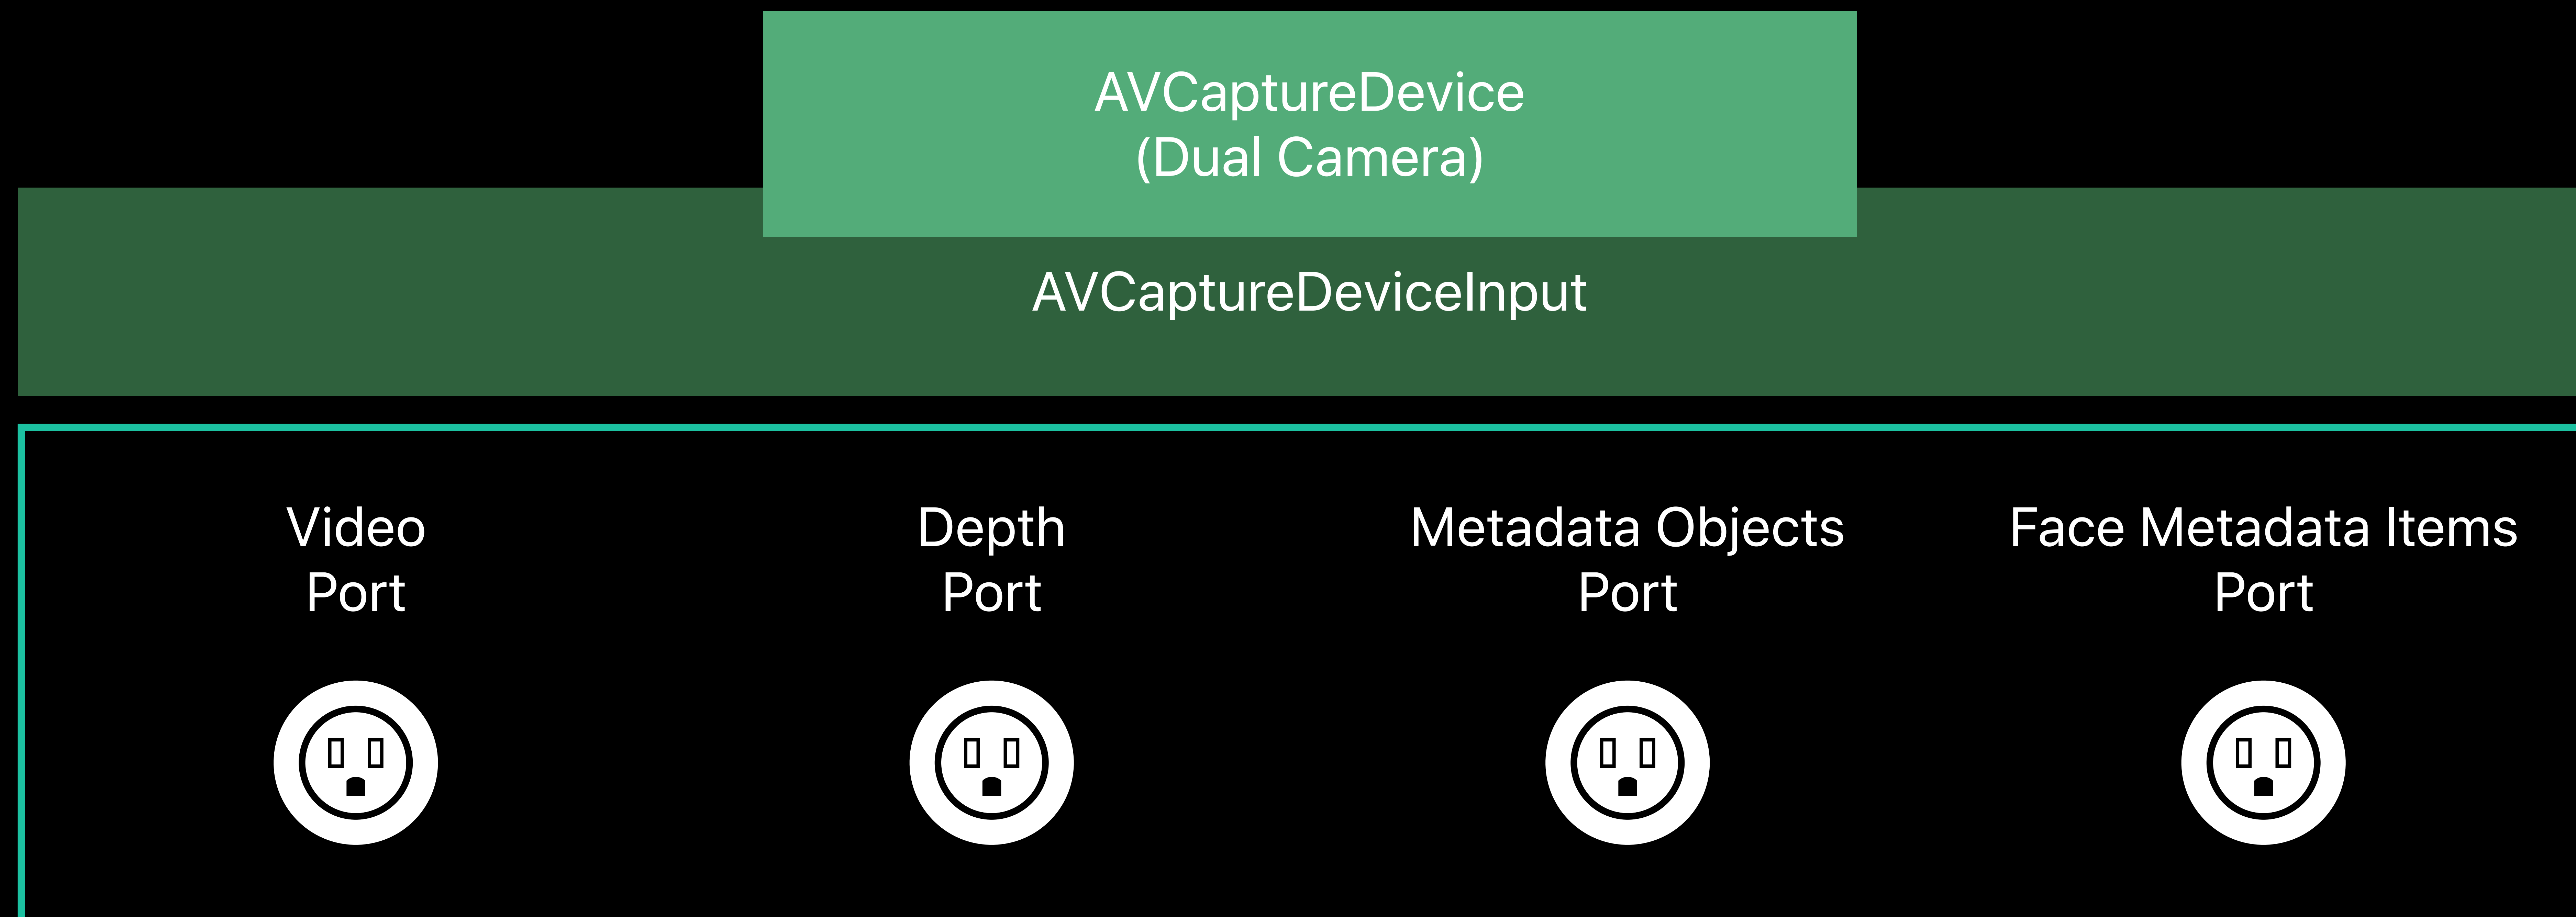 AVCaptureDevice
(Dual Camera)
AVCaptureDeviceInput
Video
Port
Depth
Port
Metadata Objects
Port
Face Metadata Items
Port